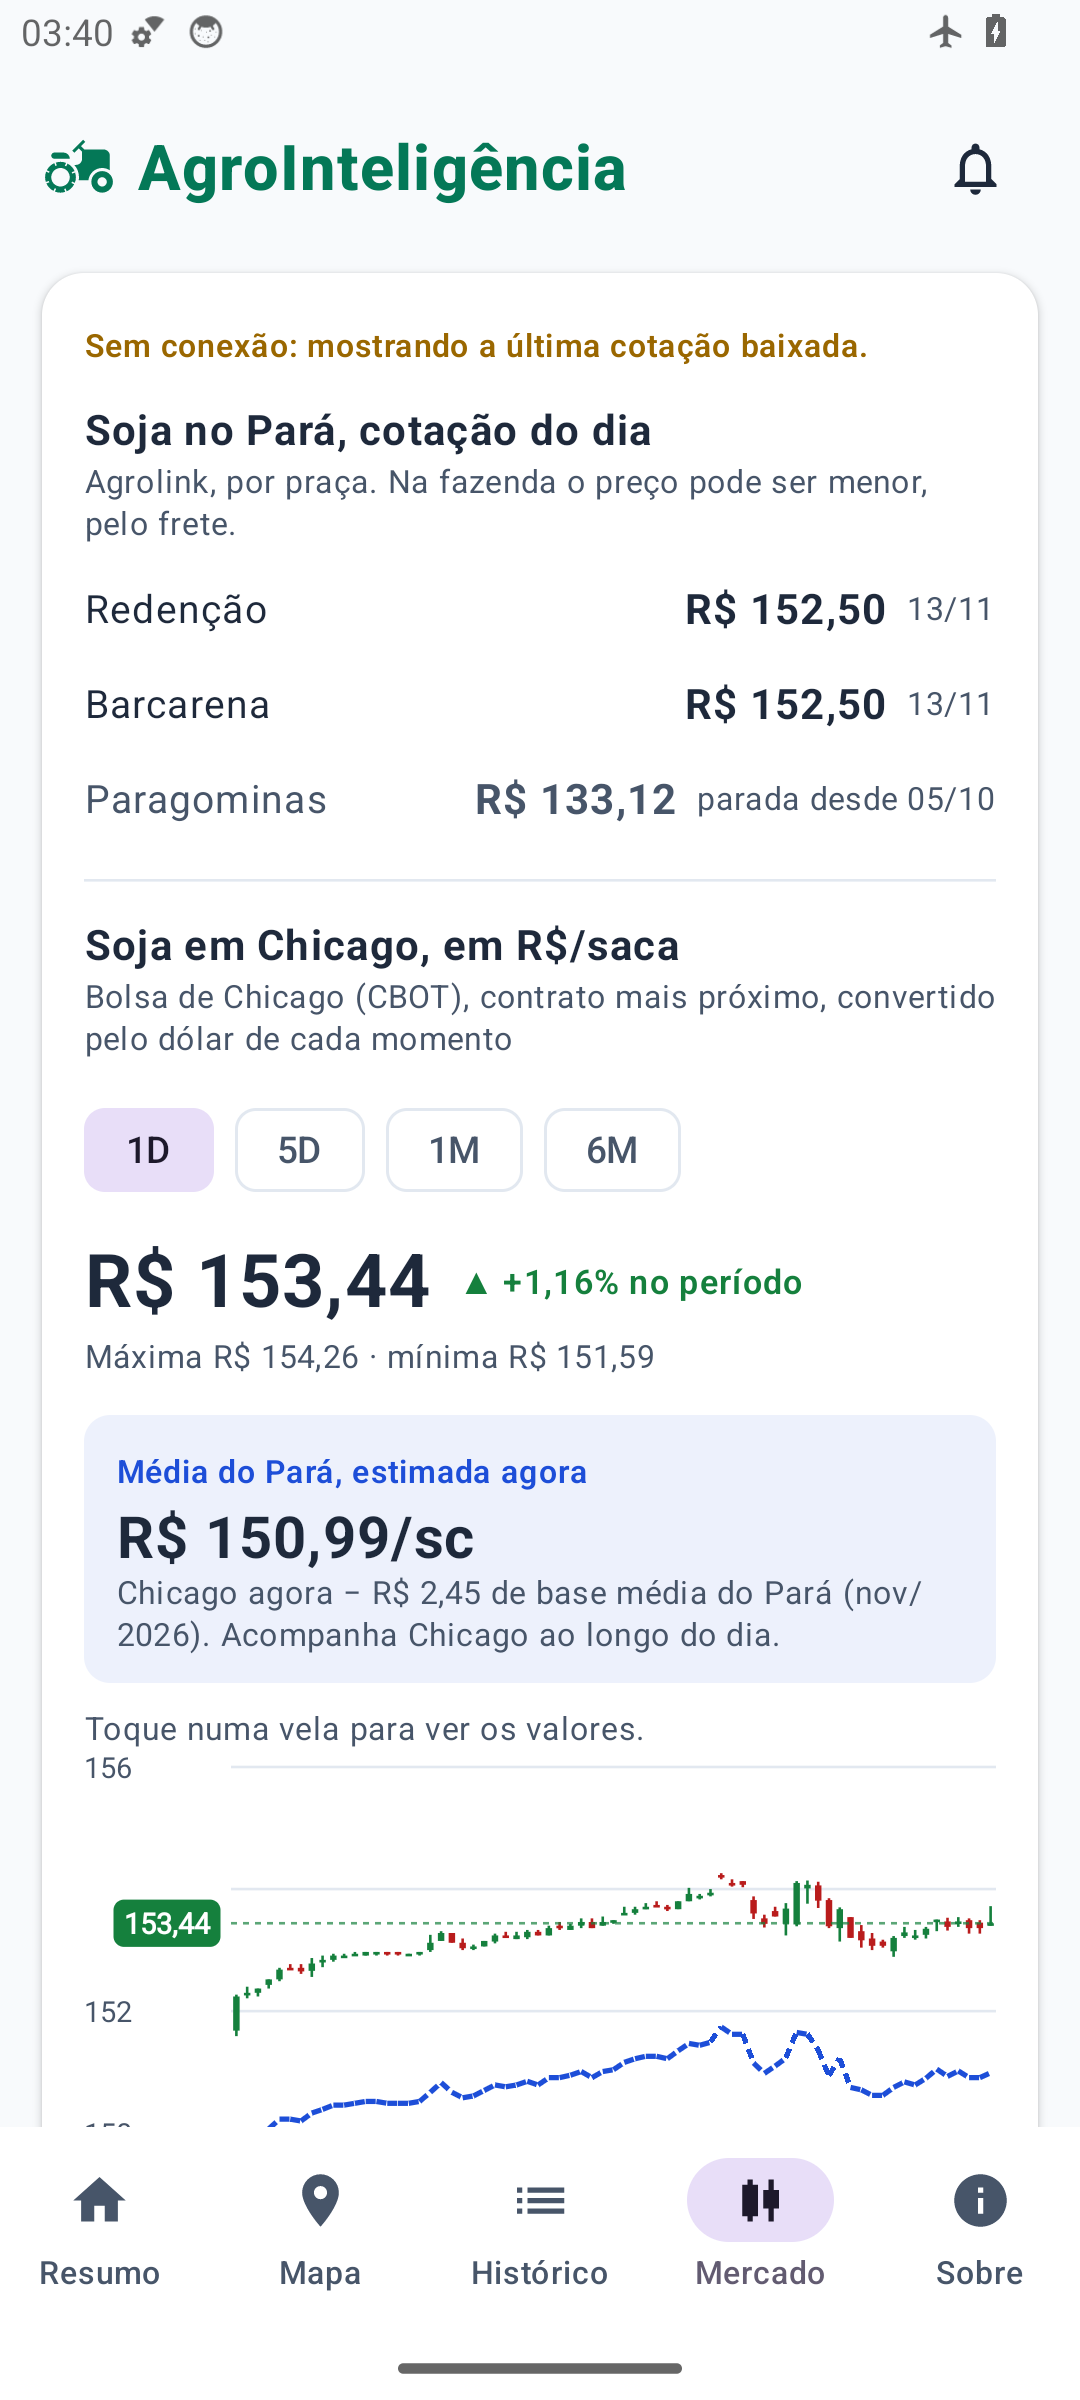 03:40
AgroInteligência
Sem conexão: mostrando a última cotação baixada.
Soja no Pará, cotação do dia
Agrolink, por praça. Na fazenda o preço pode ser menor,
pelo frete.
Redenção R$ 152,50 13/11
Barcarena R$ 152,50 13/11
Paragominas R$ 133,12 parada desde 05/10
Soja em Chicago, em R$/saca
Bolsa de Chicago (CBOT), contrato mais próximo, convertido
pelo dólar de cada momento
1D 5D 1M 6M
R$ 153,44 ▲ +1,16% no período
Máxima R$ 154,26 · mínima R$ 151,59
Média do Pará, estimada agora
R$ 150,99/sc
Chicago agora − R$ 2,45 de base média do Pará (nov/
2026). Acompanha Chicago ao longo do dia.
Toque numa vela para ver os valores.
156
153,44
152
Resumo Mapa Histórico Mercado Sobre